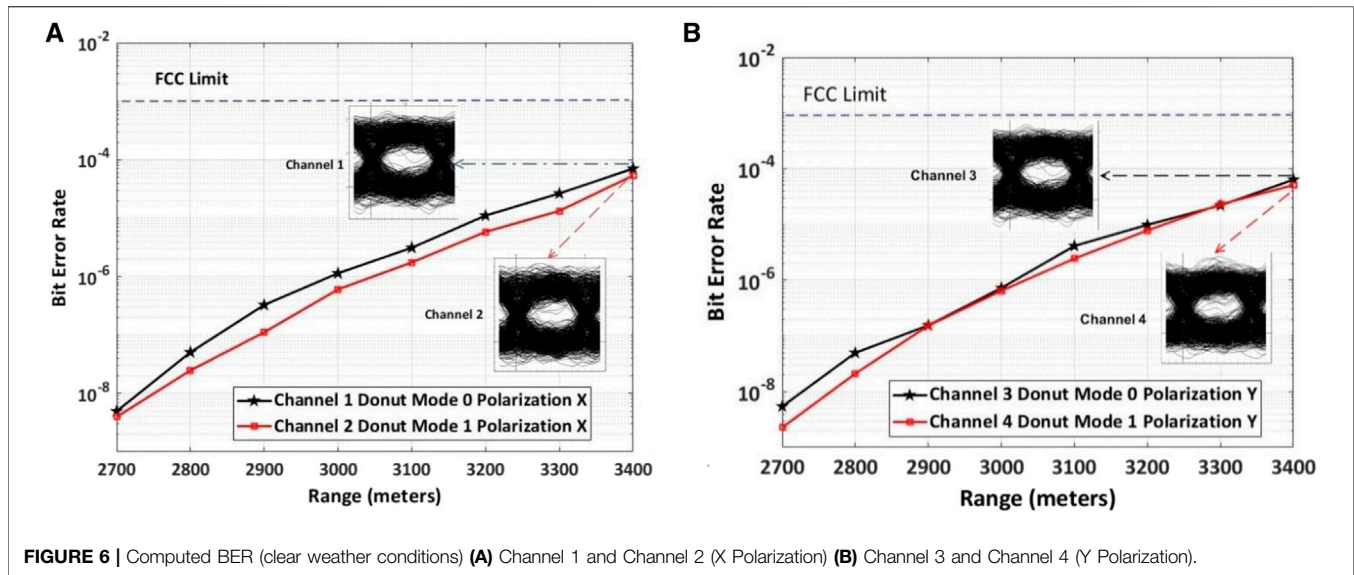 A
10^-2
FCC Limit
10^-4
Channel 1
10^-6
Channel 2
10^-8
Bit Error Rate
Channel 1 Donut Mode 0 Polarization X
Channel 2 Donut Mode 1 Polarization X
2700 2800 2900 3000 3100 3200 3300 3400
Range (meters)
B
10^-2
FCC Limit
10^-4
Channel 3
10^-6
Channel 4
10^-8
Bit Error Rate
Channel 3 Donut Mode 0 Polarization Y
Channel 4 Donut Mode 1 Polarization Y
2700 2800 2900 3000 3100 3200 3300 3400
Range (meters)
FIGURE 6 | Computed BER (clear weather conditions) (A) Channel 1 and Channel 2 (X Polarization) (B) Channel 3 and Channel 4 (Y Polarization).